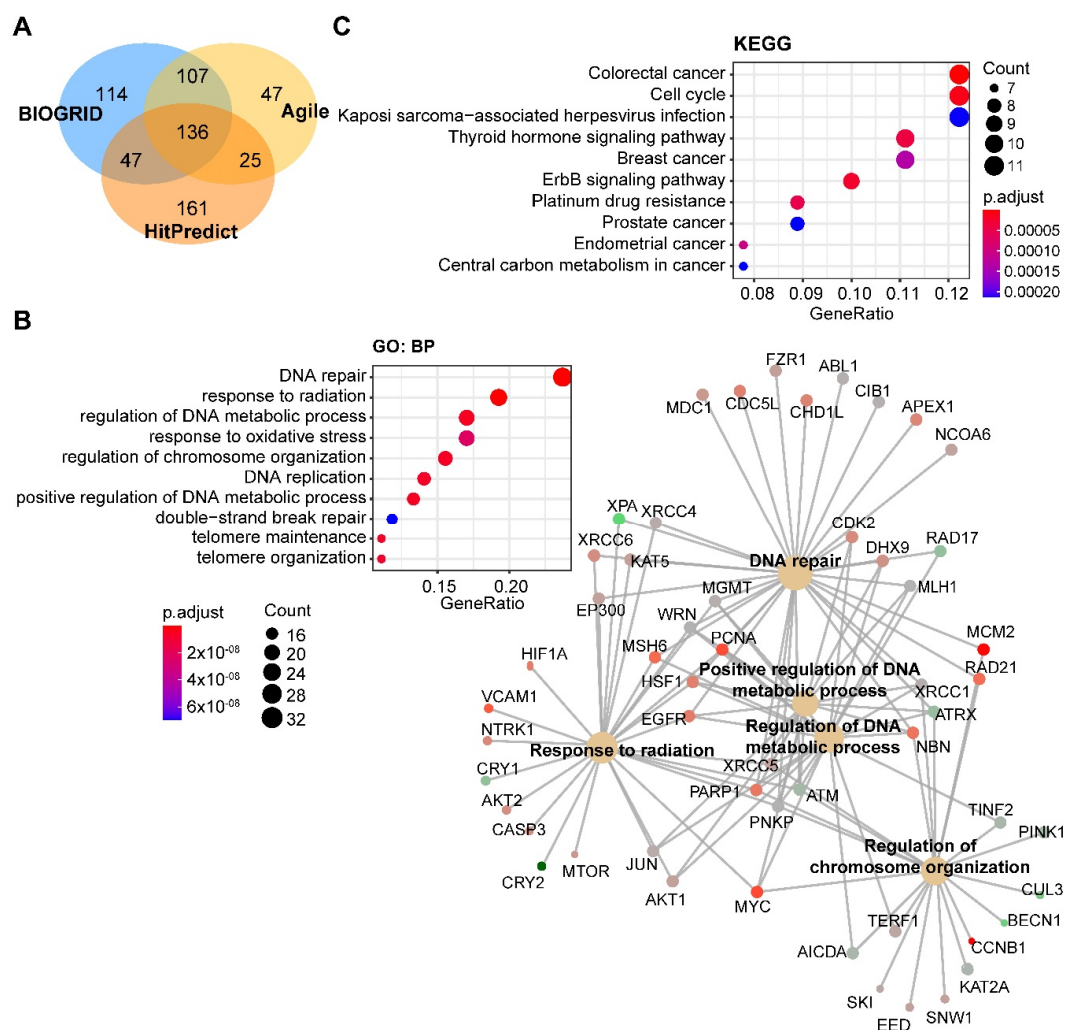 A
BIOGRID
114
107
47
Agile
136
47
25
161
HitPredict
C
KEGG
Colorectal cancer
Cell cycle
Kaposi sarcoma−associated herpesvirus infection
Thyroid hormone signaling pathway
Breast cancer
ErbB signaling pathway
Platinum drug resistance
Prostate cancer
Endometrial cancer
Central carbon metabolism in cancer
0.08 0.09 0.10 0.11 0.12
GeneRatio
Count
7
8
9
10
11
p.adjust
0.00005
0.00010
0.00015
0.00020
B
GO: BP
DNA repair
response to radiation
regulation of DNA metabolic process
response to oxidative stress
regulation of chromosome organization
DNA replication
positive regulation of DNA metabolic process
double−strand break repair
telomere maintenance
telomere organization
0.15 0.20
GeneRatio
p.adjust
2×10⁻⁰⁸
4×10⁻⁰⁸
6×10⁻⁰⁸
Count
16
20
24
28
32
FZR1
ABL1
MDC1
CDC5L
CHD1L
CIB1
APEX1
NCOA6
XPA
XRCC4
XRCC6
KAT5
CDK2
DHX9
RAD17
DNA repair
EP300
MGMT
MLH1
WRN
MSH6
PCNA
MCM2
RAD21
HIF1A
HSF1
Positive regulation of DNA
metabolic process
XRCC1
VCAM1
EGFR
ATRX
NTRK1
Response to radiation
Regulation of DNA
metabolic process
NBN
CRY1
XRCC5
AKT2
PARP1
ATM
CASP3
PNKP
TINF2
PINK1
CRY2
MTOR
JUN
Regulation of
chromosome organization
AKT1
MYC
CUL3
TERF1
BECN1
AICDA
CCNB1
KAT2A
SKI
EED
SNW1